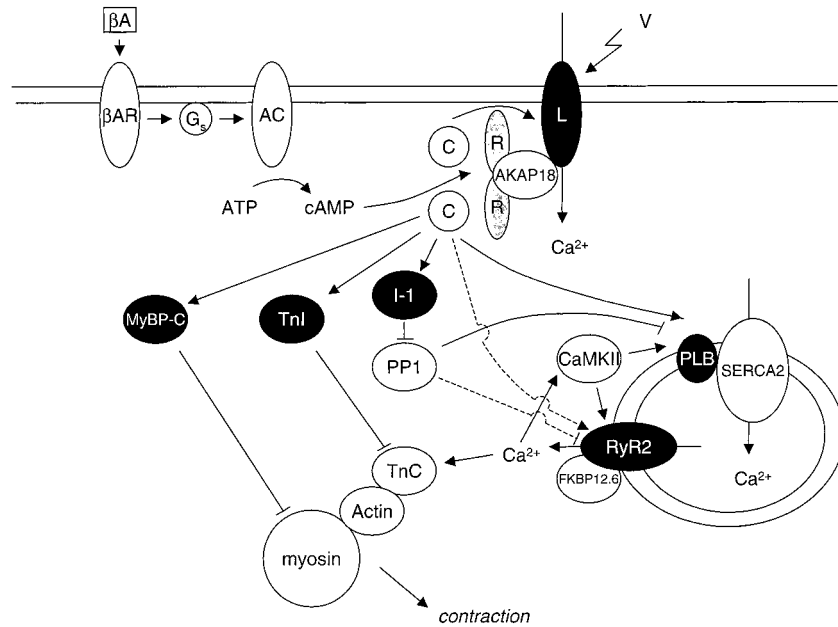 βA
V
βAR
Gs
AC
L
C
R
AKAP18
ATP
cAMP
C
R
Ca²⁺
MyBP-C
TnI
I-1
PP1
CaMKII
PLB
SERCA2
TnC
Ca²⁺
RyR2
FKBP12.6
Ca²⁺
Actin
myosin
contraction